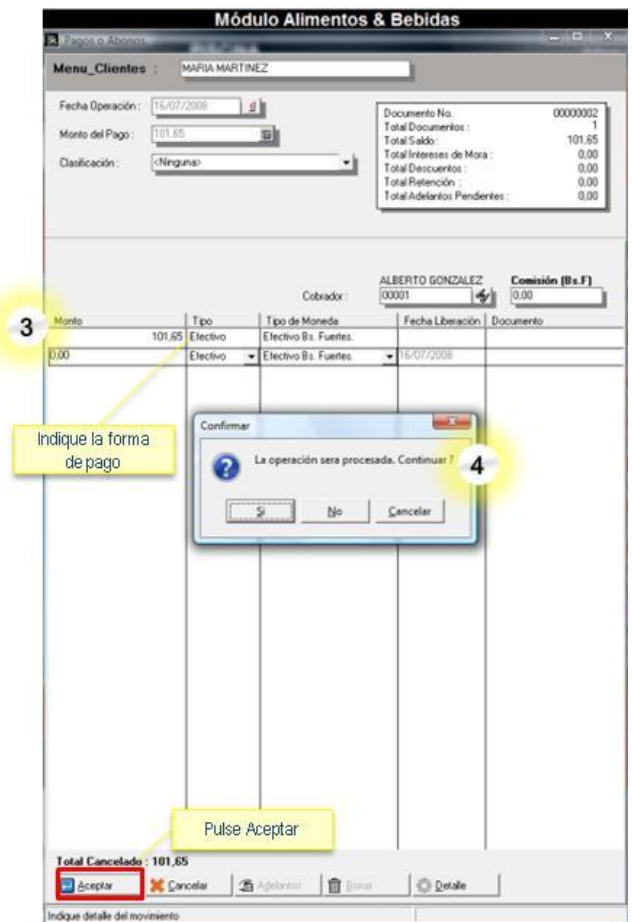 Módulo Alimentos & Bebidas
Pagos o Abonos
Menu_Clientes : MARIA MARTINEZ
Fecha Operación : 16/07/2008
Monto del Pago : 101.65
Clasificación : <Ninguna>
Documento No. 00000002
Total Documentos : 1
Total Saldo : 101,65
Total Intereses de Mora : 0,00
Total Descuentos : 0,00
Total Retención : 0,00
Total Adelantos Pendientes : 0,00
ALBERTO GONZALEZ Comisión (Bs.F)
Cobrador : 00001 0,00
3
Monto Tipo Tipo de Moneda Fecha Liberación Documento
101,65 Efectivo Efectivo Bs. Fuertes.
0,00 Efectivo Efectivo Bs. Fuertes. 16/07/2008
Indique la forma
de pago
Confirmar
La operación sera procesada. Continuar ?
4
Si No Cancelar
Pulse Aceptar
Total Cancelado : 101,65
Aceptar Cancelar Adelantos Borrar Detalle
Indique detalle del movimiento